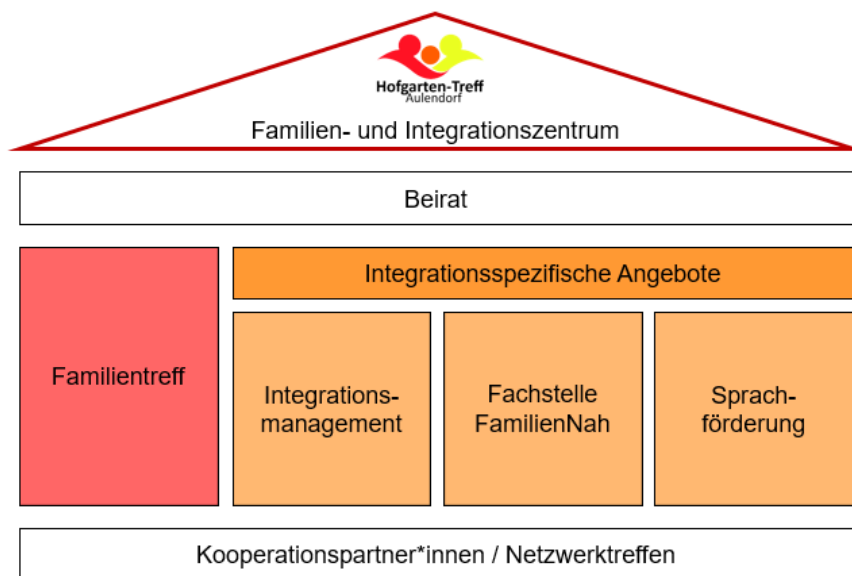 Hofgarten-Treff
Aulendorf
Familien- und Integrationszentrum
Beirat
Familientreff
Integrationsspezifische Angebote
Integrations-
management
Fachstelle
FamilienNah
Sprach-
förderung
Kooperationspartner*innen / Netzwerktreffen